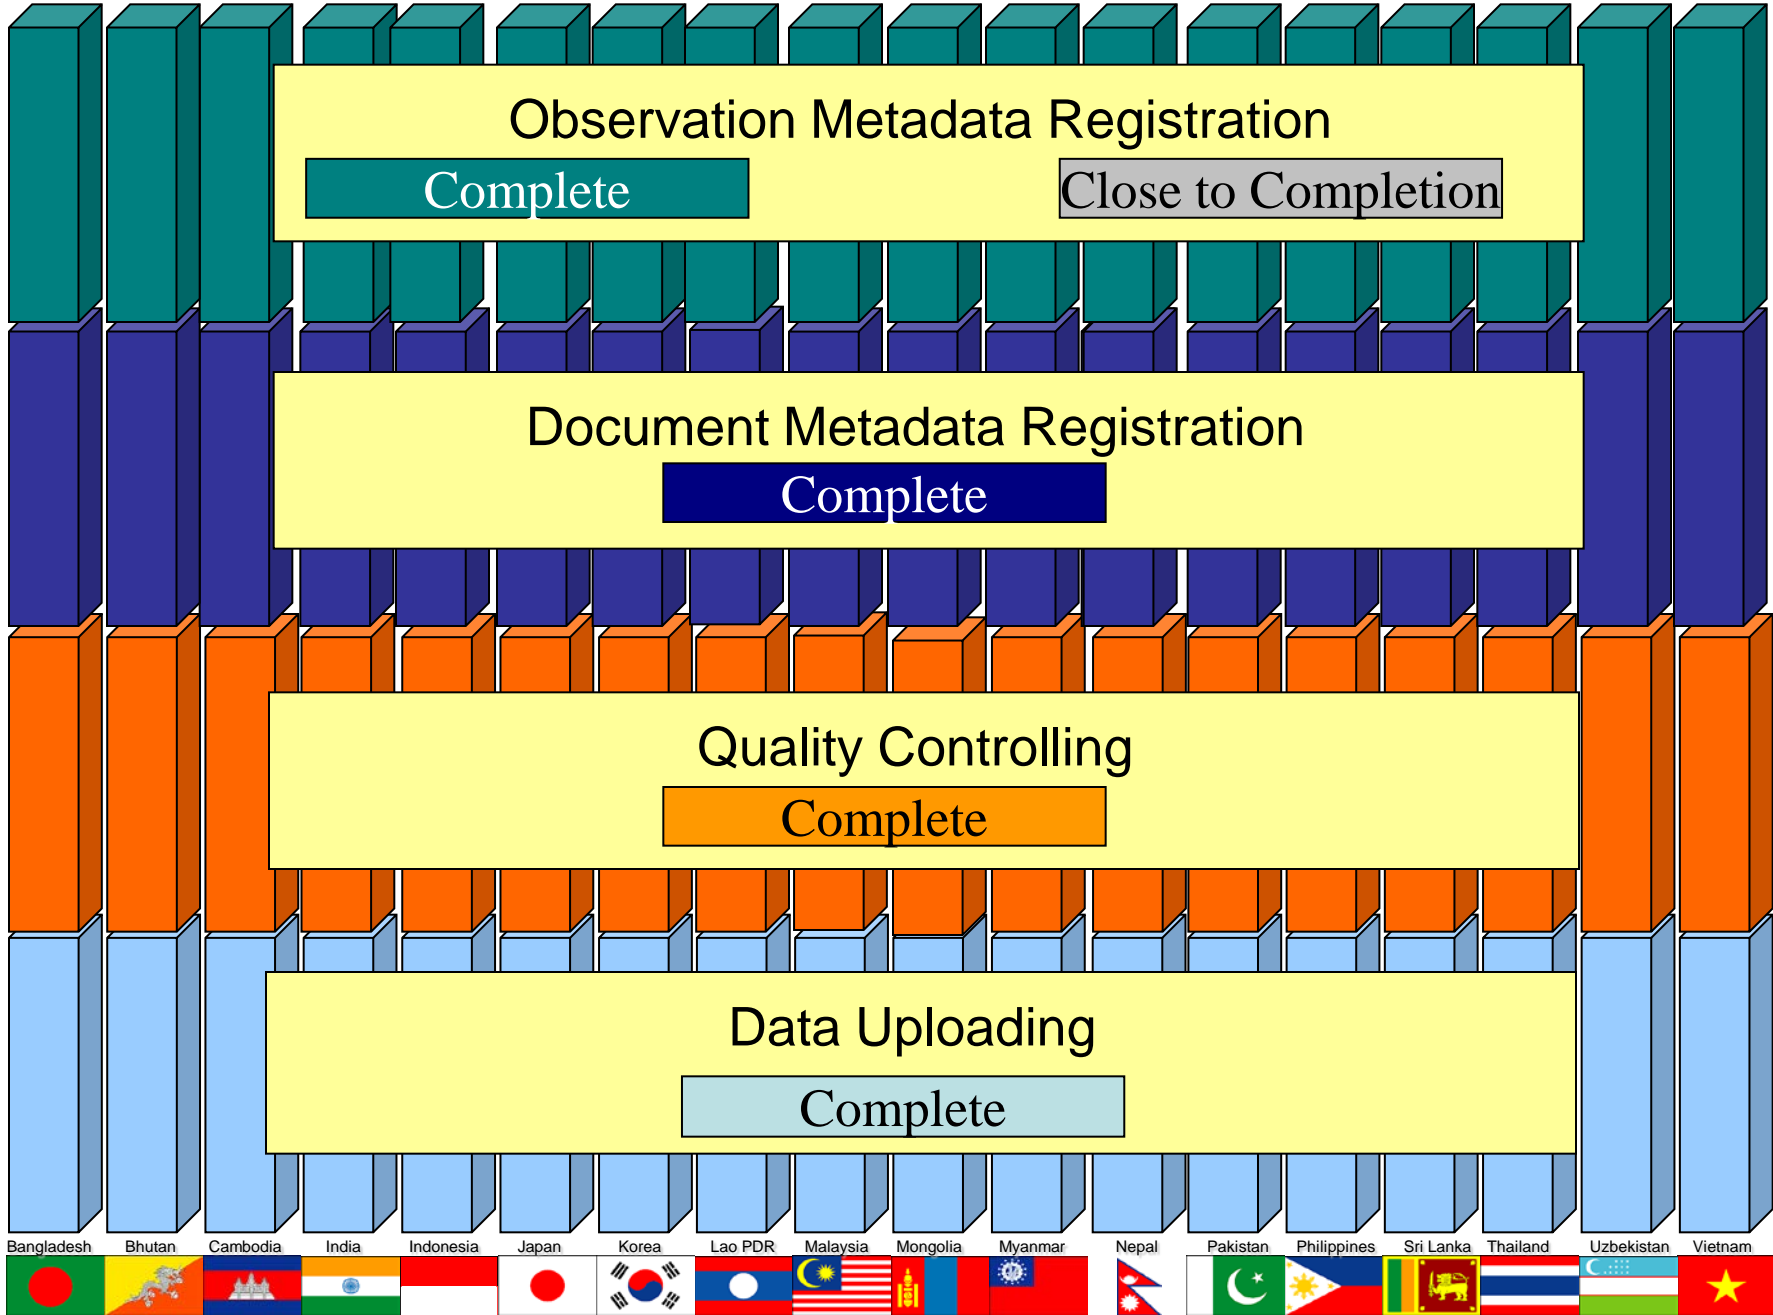 Observation Metadata Registration
Complete Close to Completion
Document Metadata Registration
Complete
Quality Controlling
Complete
Data Uploading
Complete
Bangladesh Bhutan Cambodia India Indonesia Japan Korea Lao PDR Malaysia Mongolia Myanmar Nepal Pakistan Philippines Sri Lanka Thailand Uzbekistan Vietnam